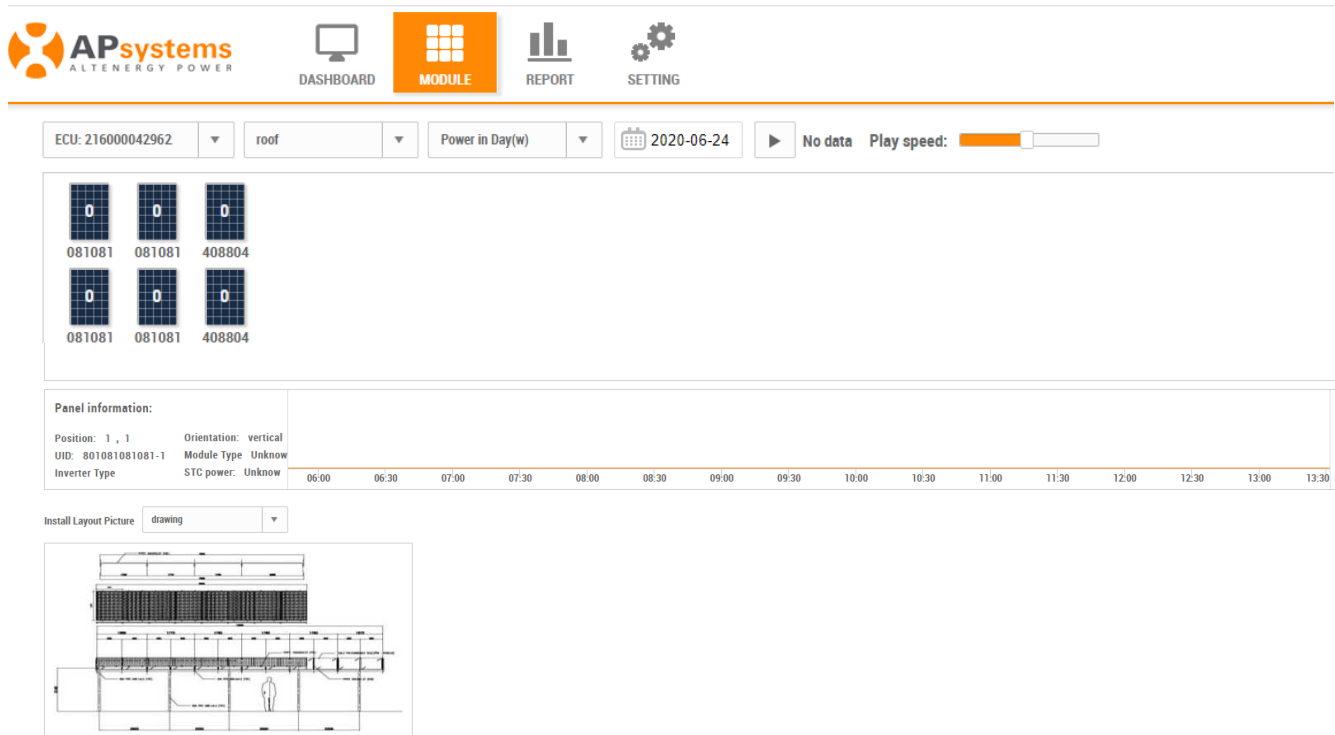 APsystems
ALTENERGY POWER
DASHBOARD
MODULE
REPORT
SETTING
ECU: 216000042962
roof
Power in Day(w)
2020-06-24
No data
Play speed:
0 0 0
081081 081081 408804
0 0 0
081081 081081 408804
Panel information:
Position: 1 , 1 Orientation: vertical
UID: 801081081081-1 Module Type Unknow
Inverter Type STC power: Unknow
06:00 06:30 07:00 07:30 08:00 08:30 09:00 09:30 10:00 10:30 11:00 11:30 12:00 12:30 13:00 13:30
Install Layout Picture drawing